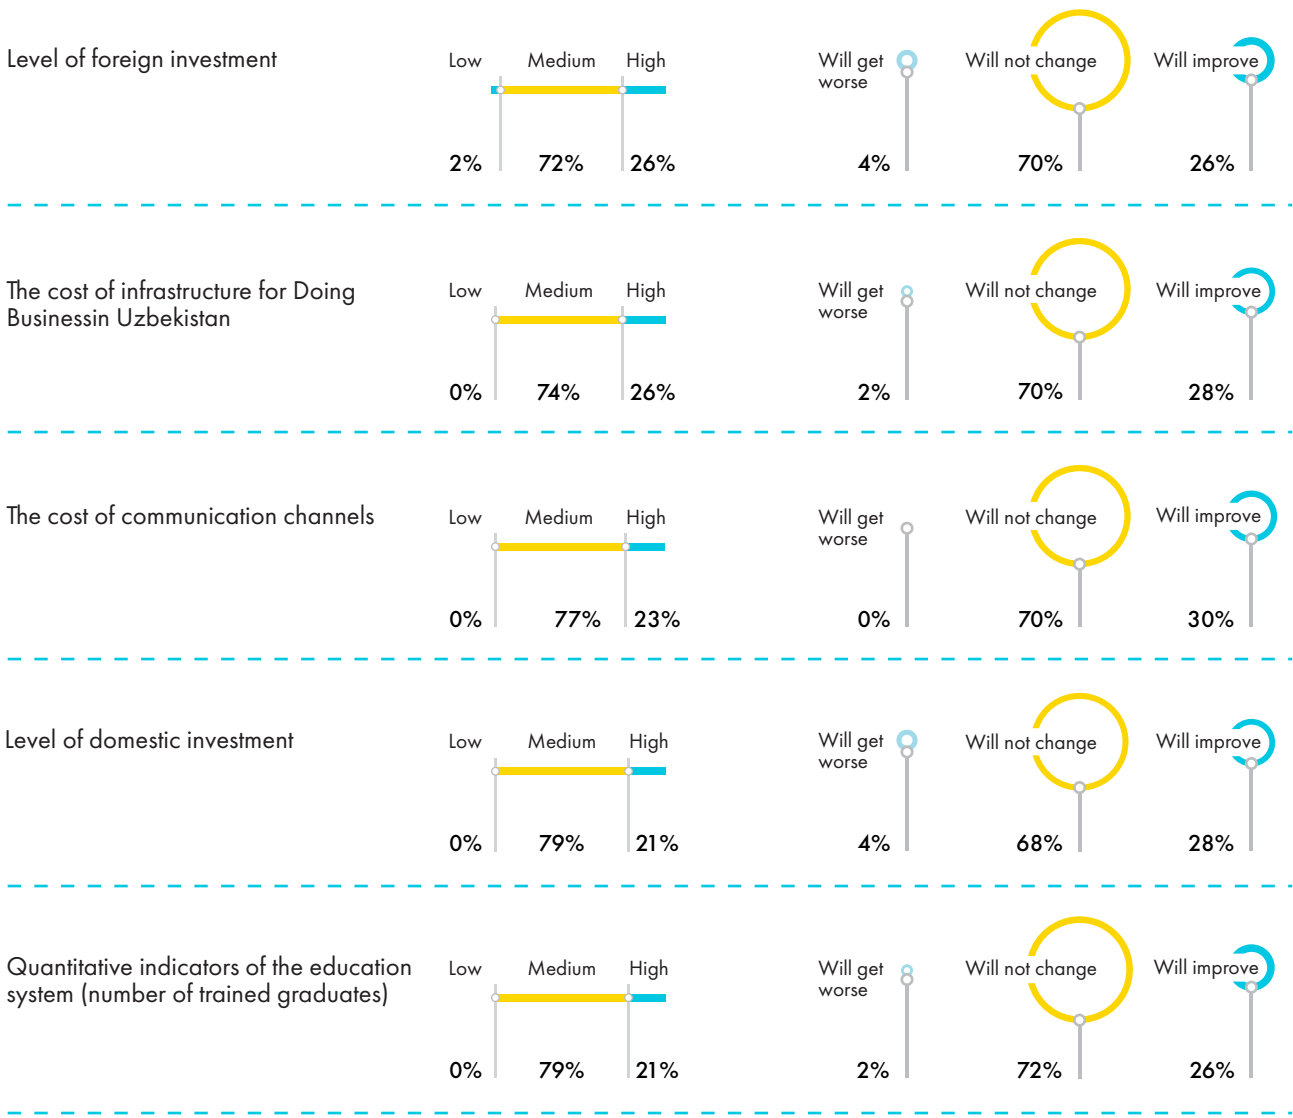 Level of foreign investment
Low Medium High
Will get worse
Will not change
Will improve
2% 72% 26%
4% 70% 26%
The cost of infrastructure for Doing
Businessin Uzbekistan
Low Medium High
Will get
worse
Will not change
Will improve
0% 74% 26%
2% 70% 28%
The cost of communication channels
Low Medium High
Will get
worse
Will not change
Will improve
0% 77% 23%
0% 70% 30%
Level of domestic investment
Low Medium High
Will get
worse
Will not change
Will improve
0% 79% 21%
4% 68% 28%
Quantitative indicators of the education
system (number of trained graduates)
Low Medium High
Will get
worse
Will not change
Will improve
0% 79% 21%
2% 72% 26%